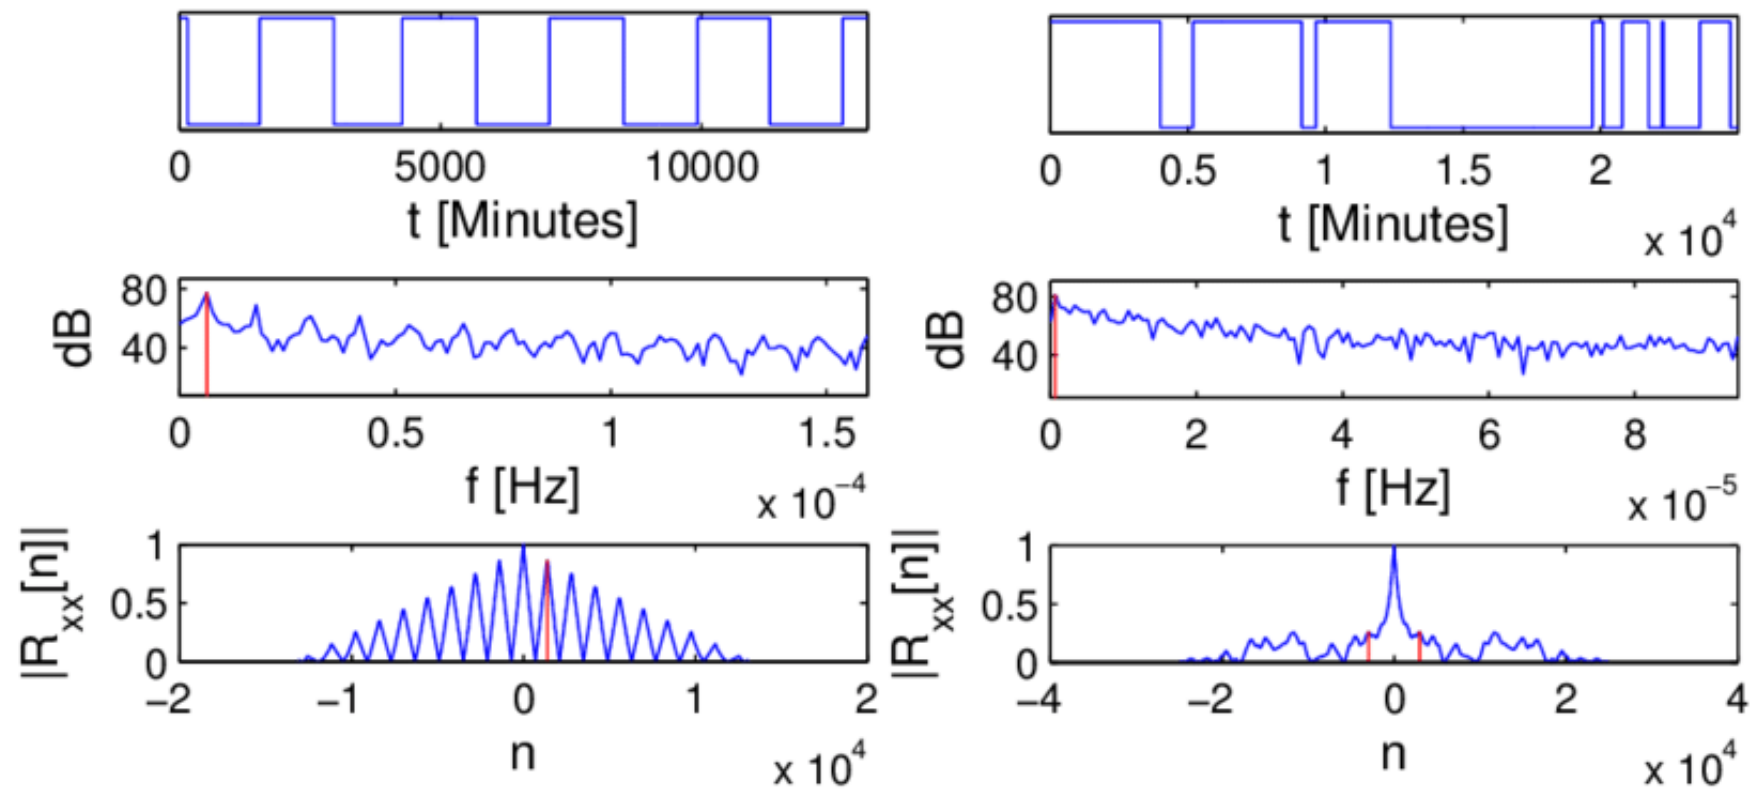 0 5000 10000
t [Minutes]
0 0.5 1 1.5 2
t [Minutes]
x 10^4
80
40
dB
0 0.5 1 1.5
f [Hz]
x 10^−4
80
40
dB
0 2 4 6 8
f [Hz]
x 10^−5
1
0.5
0
|R_xx[n]|
−2 −1 0 1 2
n
x 10^4
1
0.5
0
|R_xx[n]|
−4 −2 0 2 4
n
x 10^4